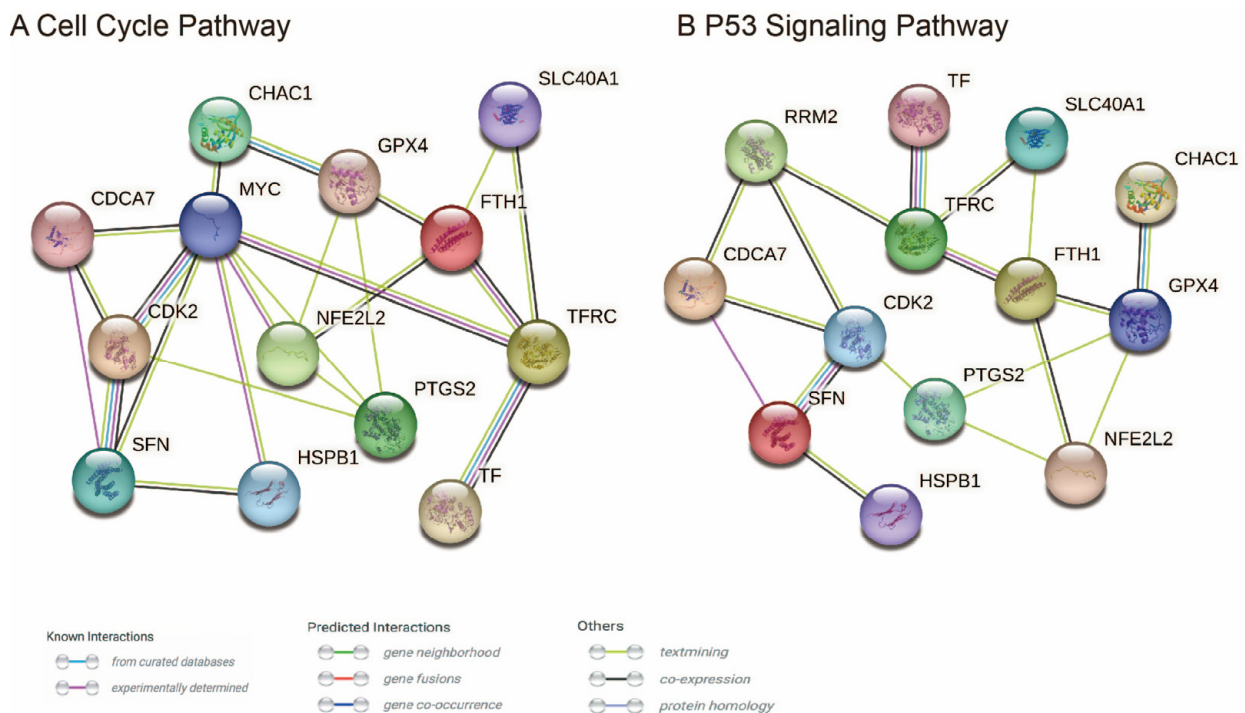 A Cell Cycle Pathway
B P53 Signaling Pathway
SLC40A1
CHAC1
GPX4
CDCA7
MYC
FTH1
CDK2
NFE2L2
TFRC
PTGS2
SFN
HSPB1
TF
TF
RRM2
SLC40A1
CHAC1
TFRC
CDCA7
FTH1
CDK2
GPX4
PTGS2
SFN
NFE2L2
HSPB1
Known Interactions
from curated databases
experimentally determined
Predicted Interactions
gene neighborhood
gene fusions
gene co-occurrence
Others
textmining
co-expression
protein homology